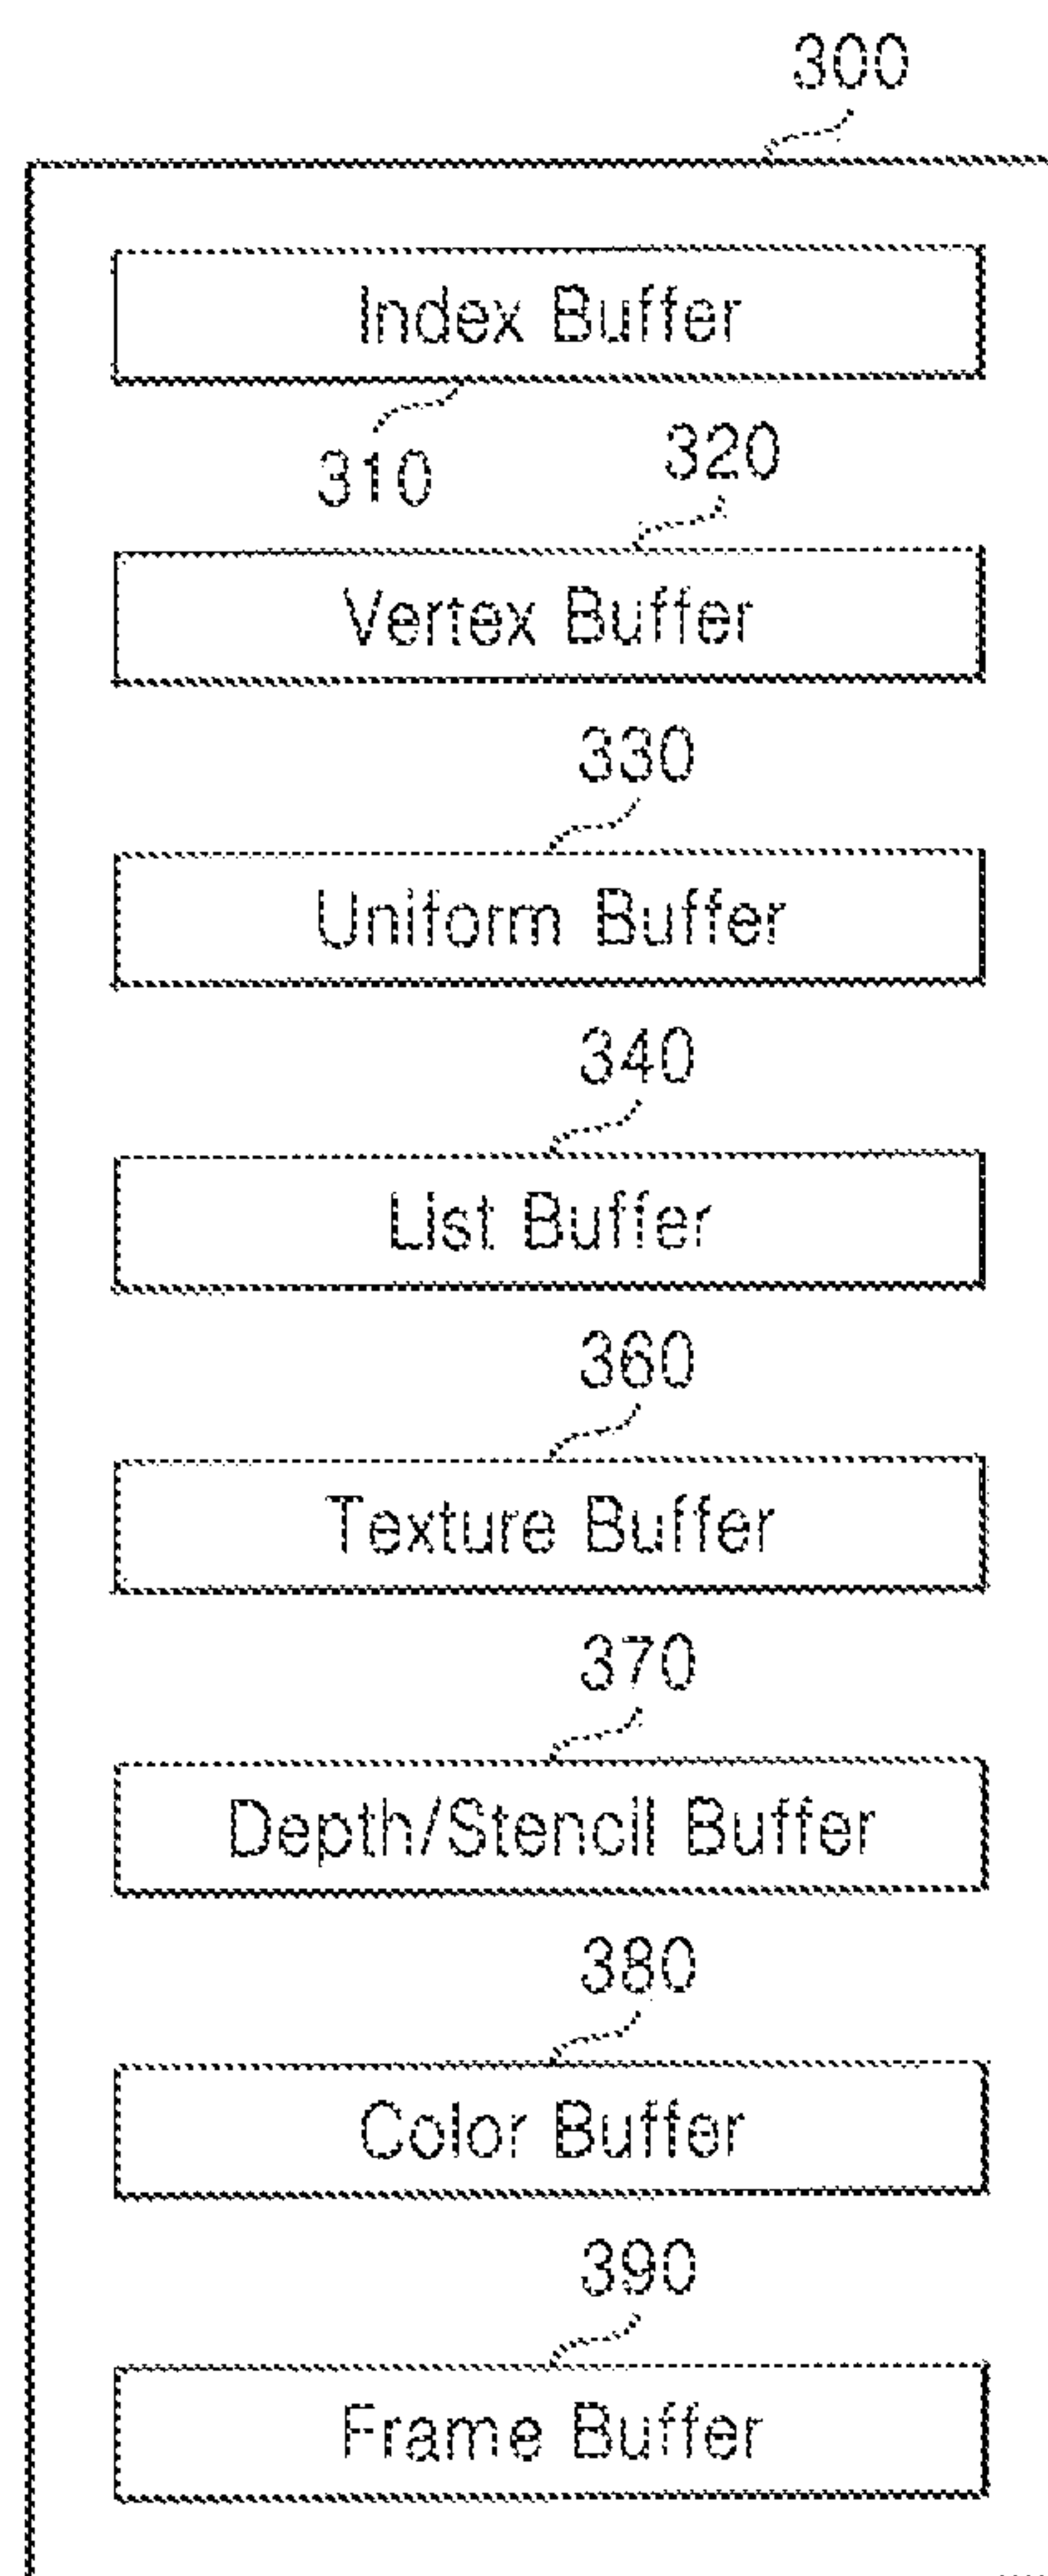 300
Index Buffer
310
320
Vertex Buffer
330
Uniform Buffer
340
List Buffer
360
Texture Buffer
370
Depth/Stencil Buffer
380
Color Buffer
390
Frame Buffer